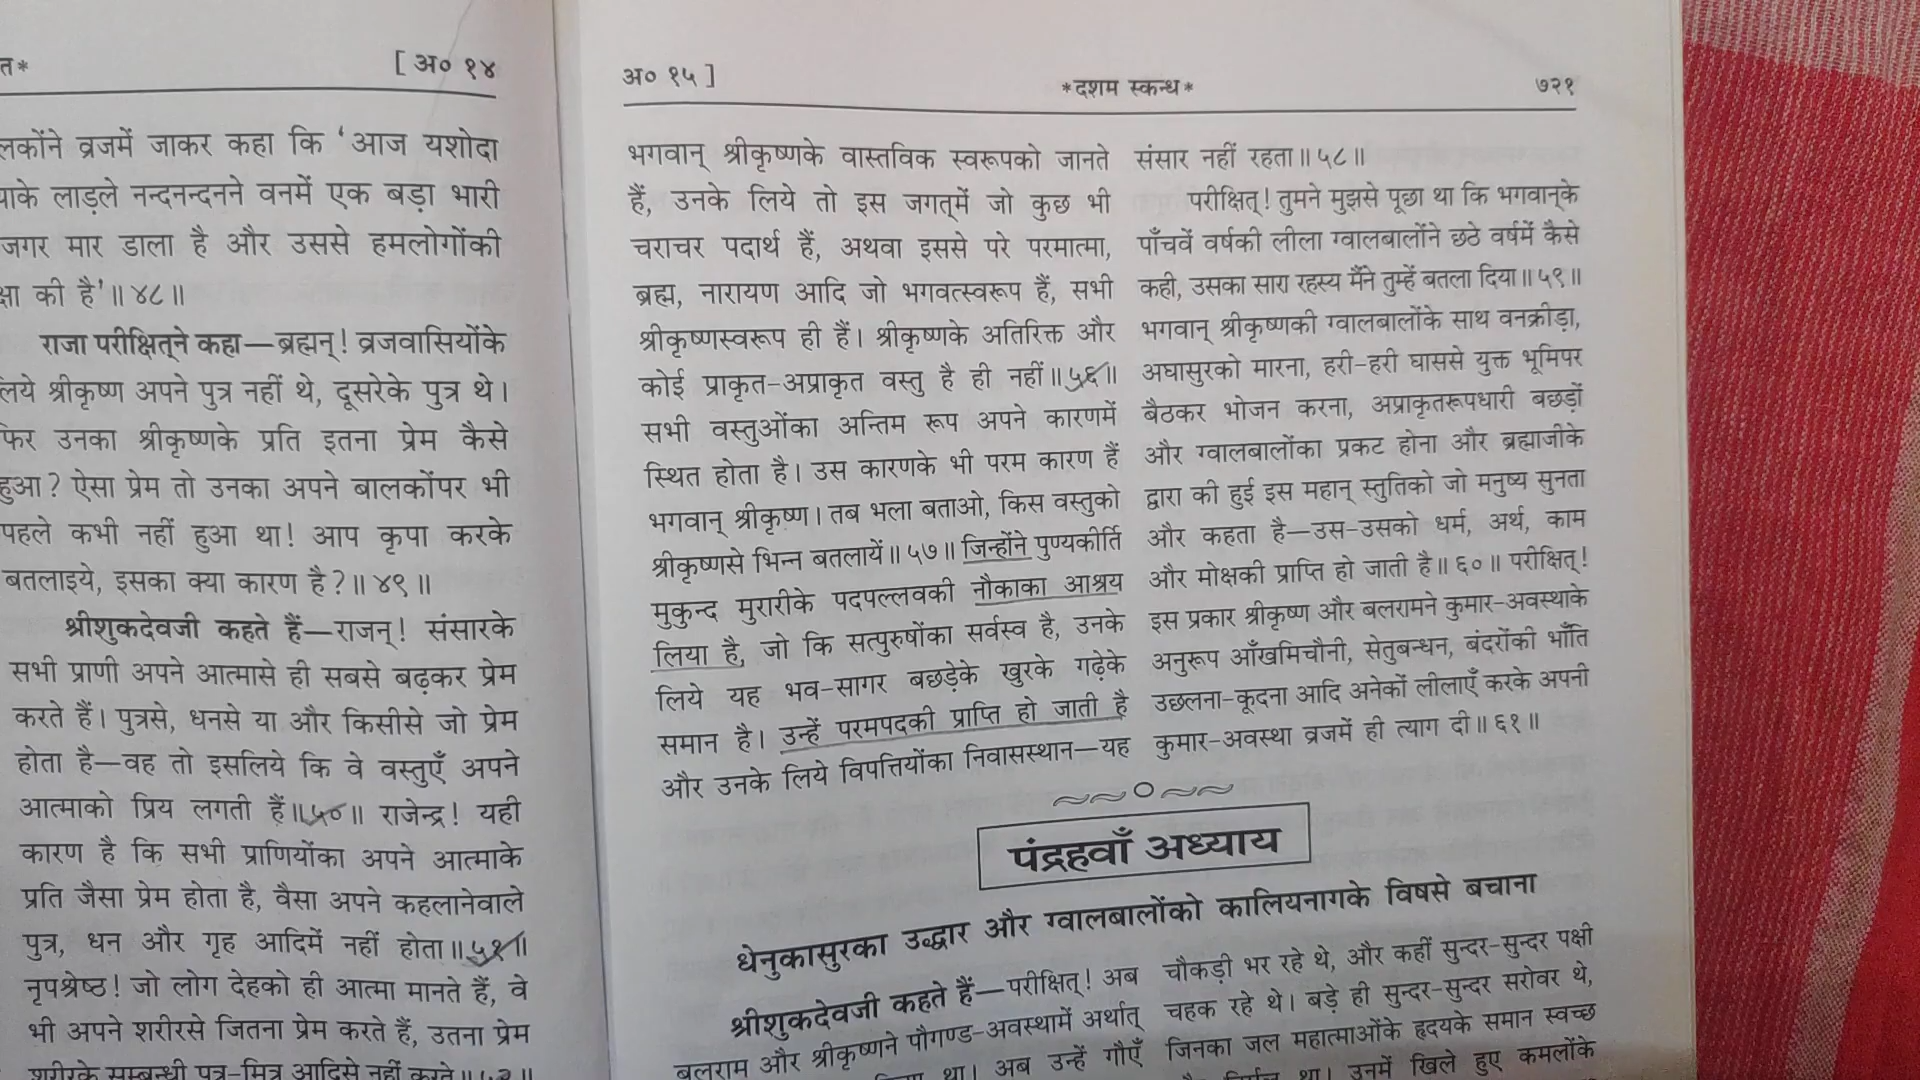 त*
[ अ० १४
लकोंने व्रजमें जाकर कहा कि ‘आज यशोदा
लाड़ले नन्दनन्दनने वनमें एक बड़ा भारी
जगर मार डाला है और उससे हमलोगोंकी
की है’॥ ४८॥
राजा परीक्षित्‌ने कहा—ब्रह्मन्! व्रजवासियोंके
लिये श्रीकृष्ण अपने पुत्र नहीं थे, दूसरेके पुत्र थे।
फिर उनका श्रीकृष्णके प्रति इतना प्रेम कैसे
हुआ? ऐसा प्रेम तो उनका अपने बालकोंपर भी
पहले कभी नहीं हुआ था! आप कृपा करके
बतलाइये, इसका क्या कारण है?॥ ४९॥
श्रीशुकदेवजी कहते हैं—राजन्! संसारके
सभी प्राणी अपने आत्मासे ही सबसे बढ़कर प्रेम
करते हैं। पुत्रसे, धनसे या और किसीसे जो प्रेम
होता है—वह तो इसलिये कि वे वस्तुएँ अपने
आत्माको प्रिय लगती हैं॥५०॥ राजेन्द्र! यही
कारण है कि सभी प्राणियोंका अपने आत्माके
प्रति जैसा प्रेम होता है, वैसा अपने कहलानेवाले
पुत्र, धन और गृह आदिमें नहीं होता॥५१॥
नृपश्रेष्ठ! जो लोग देहको ही आत्मा मानते हैं, वे
भी अपने शरीरसे जितना प्रेम करते हैं, उतना प्रेम
शरीरके सम्बन्धी पुत्र-मित्र आदिसे नहीं करते॥५२॥
अ० १५ ]
*दशम स्कन्ध*
७२१
भगवान् श्रीकृष्णके वास्तविक स्वरूपको जानते
हैं, उनके लिये तो इस जगत्‌में जो कुछ भी
चराचर पदार्थ हैं, अथवा इससे परे परमात्मा,
ब्रह्म, नारायण आदि जो भगवत्स्वरूप हैं, सभी
श्रीकृष्णस्वरूप ही हैं। श्रीकृष्णके अतिरिक्त और
कोई प्राकृत-अप्राकृत वस्तु है ही नहीं॥५६॥
सभी वस्तुओंका अन्तिम रूप अपने कारणमें
स्थित होता है। उस कारणके भी परम कारण हैं
भगवान् श्रीकृष्ण। तब भला बताओ, किस वस्तुको
श्रीकृष्णसे भिन्न बतलायें॥ ५७॥ जिन्होंने पुण्यकीर्ति
मुकुन्द मुरारीके पदपल्लवकी नौकाका आश्रय
लिया है, जो कि सत्पुरुषोंका सर्वस्व है, उनके
लिये यह भव-सागर बछड़ेके खुरके गढ़ेके
समान है। उन्हें परमपदकी प्राप्ति हो जाती है
और उनके लिये विपत्तियोंका निवासस्थान—यह
संसार नहीं रहता॥५८॥
परीक्षित्! तुमने मुझसे पूछा था कि भगवान्‌के
पाँचवें वर्षकी लीला ग्वालबालोंने छठे वर्षमें कैसे
कही, उसका सारा रहस्य मैंने तुम्हें बतला दिया॥५९॥
भगवान् श्रीकृष्णकी ग्वालबालोंके साथ वनक्रीड़ा,
अघासुरको मारना, हरी-हरी घाससे युक्त भूमिपर
बैठकर भोजन करना, अप्राकृतरूपधारी बछड़ों
और ग्वालबालोंका प्रकट होना और ब्रह्माजीके
द्वारा की हुई इस महान् स्तुतिको जो मनुष्य सुनता
और कहता है—उस-उसको धर्म, अर्थ, काम
और मोक्षकी प्राप्ति हो जाती है॥६०॥ परीक्षित्!
इस प्रकार श्रीकृष्ण और बलरामने कुमार-अवस्थाके
अनुरूप आँखमिचौनी, सेतुबन्धन, बंदरोंकी भाँति
उछलना-कूदना आदि अनेकों लीलाएँ करके अपनी
कुमार-अवस्था व्रजमें ही त्याग दी॥६१॥
पंद्रहवाँ अध्याय
धेनुकासुरका उद्धार और ग्वालबालोंको कालियनागके विषसे बचाना
श्रीशुकदेवजी कहते हैं—परीक्षित्! अब
बलराम और श्रीकृष्णने पौगण्ड-अवस्थामें अर्थात्
था। अब उन्हें गौएँ
चौकड़ी भर रहे थे, और कहीं सुन्दर-सुन्दर पक्षी
चहक रहे थे। बड़े ही सुन्दर-सुन्दर सरोवर थे,
जिनका जल महात्माओंके हृदयके समान स्वच्छ
था। उनमें खिले हुए कमलोंके